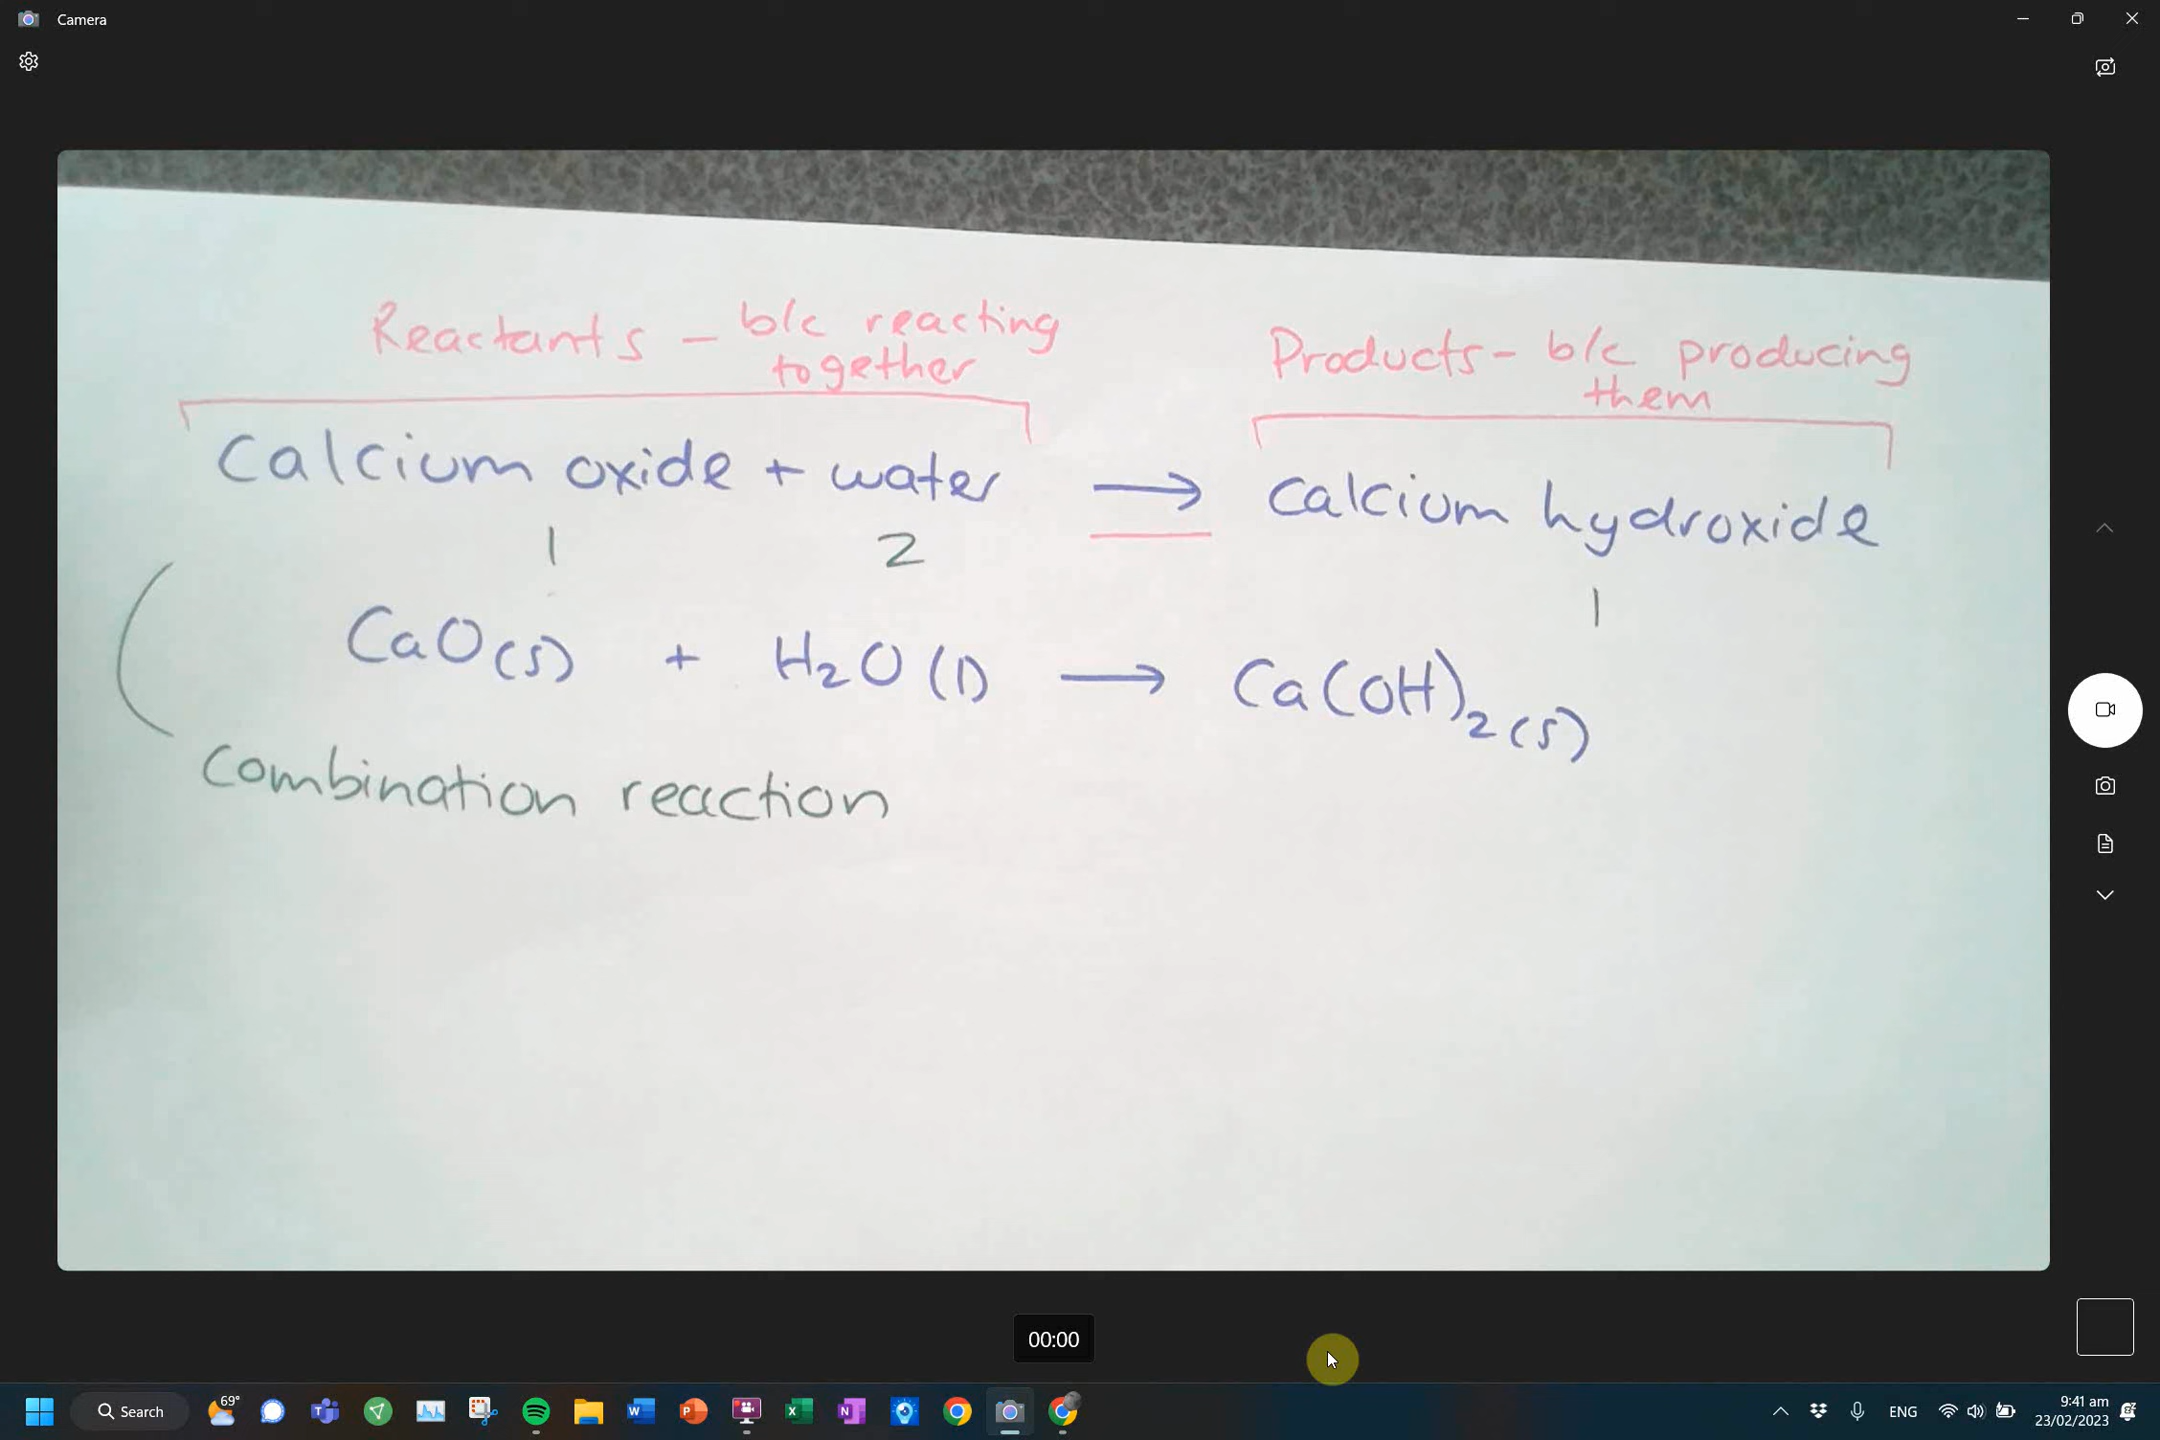 Camera
Reactants – b/c reacting
together
Products – b/c producing
them
Calcium oxide + water → calcium hydroxide
1 2
1
CaO(s) + H₂O(l) → Ca(OH)₂(s)
Combination reaction
00:00
69°
Search
ENG
9:41 am
23/02/2023